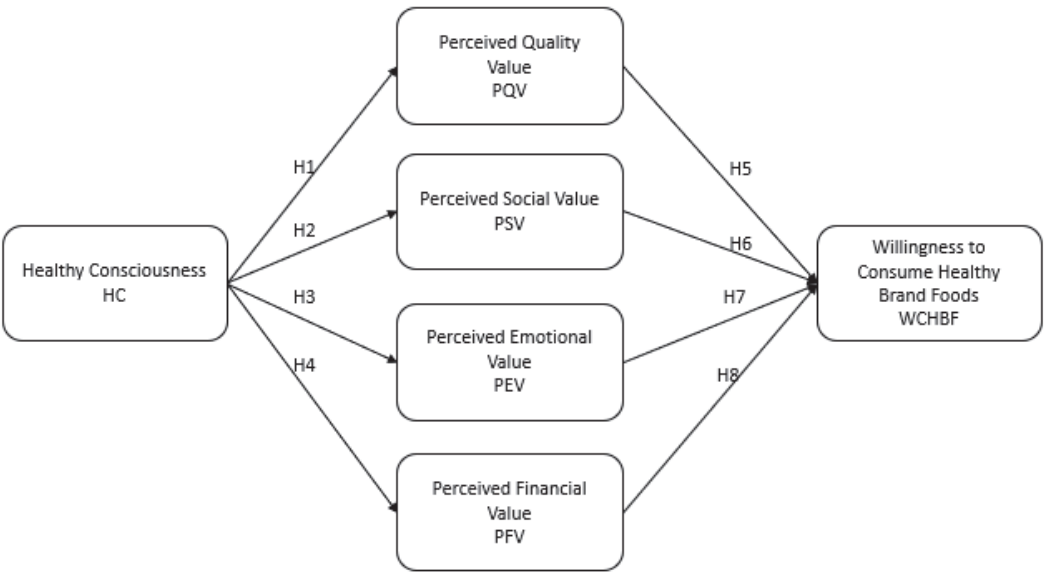 Perceived Quality
Value
PQV
H1
H5
Perceived Social Value
PSV
H2
H6
Healthy Consciousness
HC
Willingness to
Consume Healthy
Brand Foods
WCHBF
H3
H7
Perceived Emotional
Value
PEV
H4
H8
Perceived Financial
Value
PFV